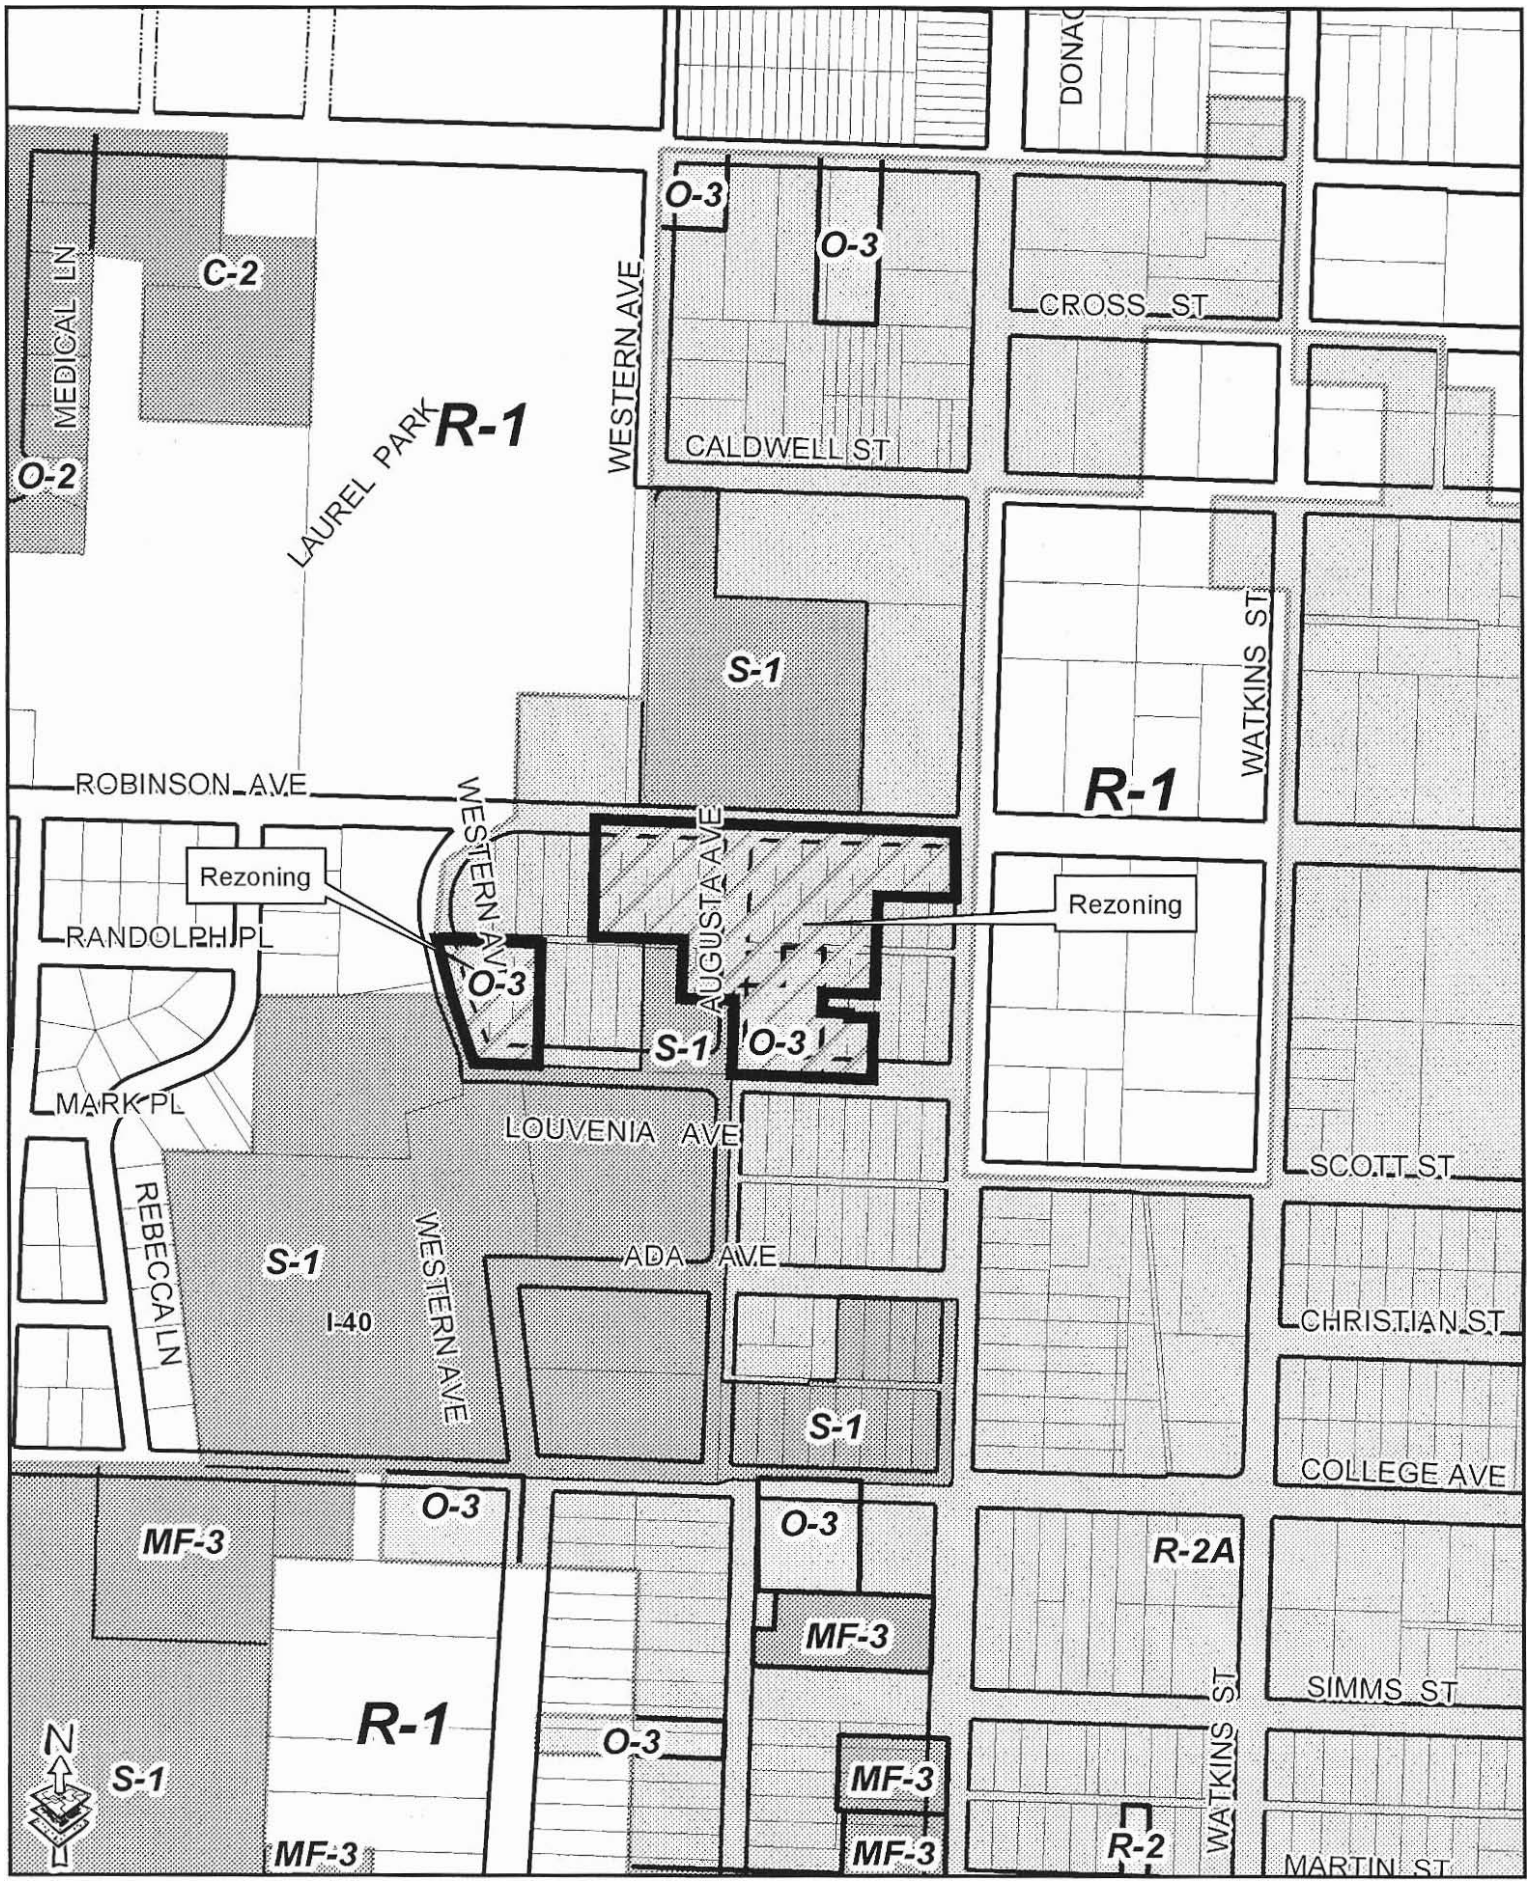 DONAG
O-3
O-3
C-2
MEDICAL LN
WESTERN AVE
CROSS ST
R-1
LAUREL PARK
CALDWELL ST
O-2
S-1
WATKINS ST
ROBINSON AVE
R-1
WESTERN AV
AUGUSTA AVE
Rezoning
Rezoning
RANDOLPH PL
O-3
S-1
O-3
MARK PL
LOUVENIA AVE
SCOTT ST
REBECCA LN
WESTERN AVE
S-1
ADA AVE
I-40
CHRISTIAN ST
S-1
COLLEGE AVE
O-3
O-3
MF-3
R-2A
MF-3
SIMMS ST
R-1
O-3
WATKINS ST
N
S-1
MF-3
MF-3
MF-3
R-2
MARTIN ST